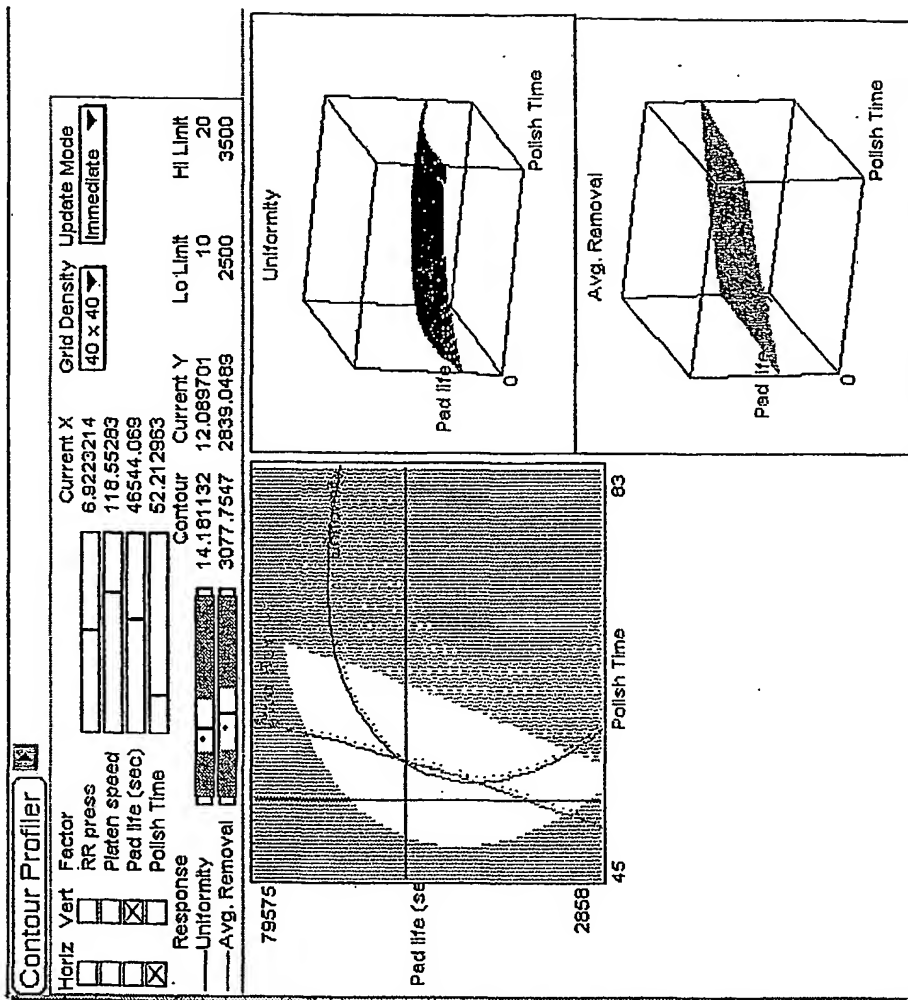 Contour Profiler
Horiz Vert Factor Current X Grid Density Update Mode
RR press 6.9223214 40 x 40 Immediate
Platen speed 118.55283
Pad life (sec) 46544.069
Polish Time 52.212963
Response Contour Current Y Lo Limit Hi Limit
Uniformity 14.181132 12.089701 10 20
Avg. Removal 3077.7547 2839.0489 2500 3500
79575
Pad life (se
2858
45
Polish Time
83
Uniformity
Pad life
0
Polish Time
Avg. Removal
Pad life
0
Polish Time